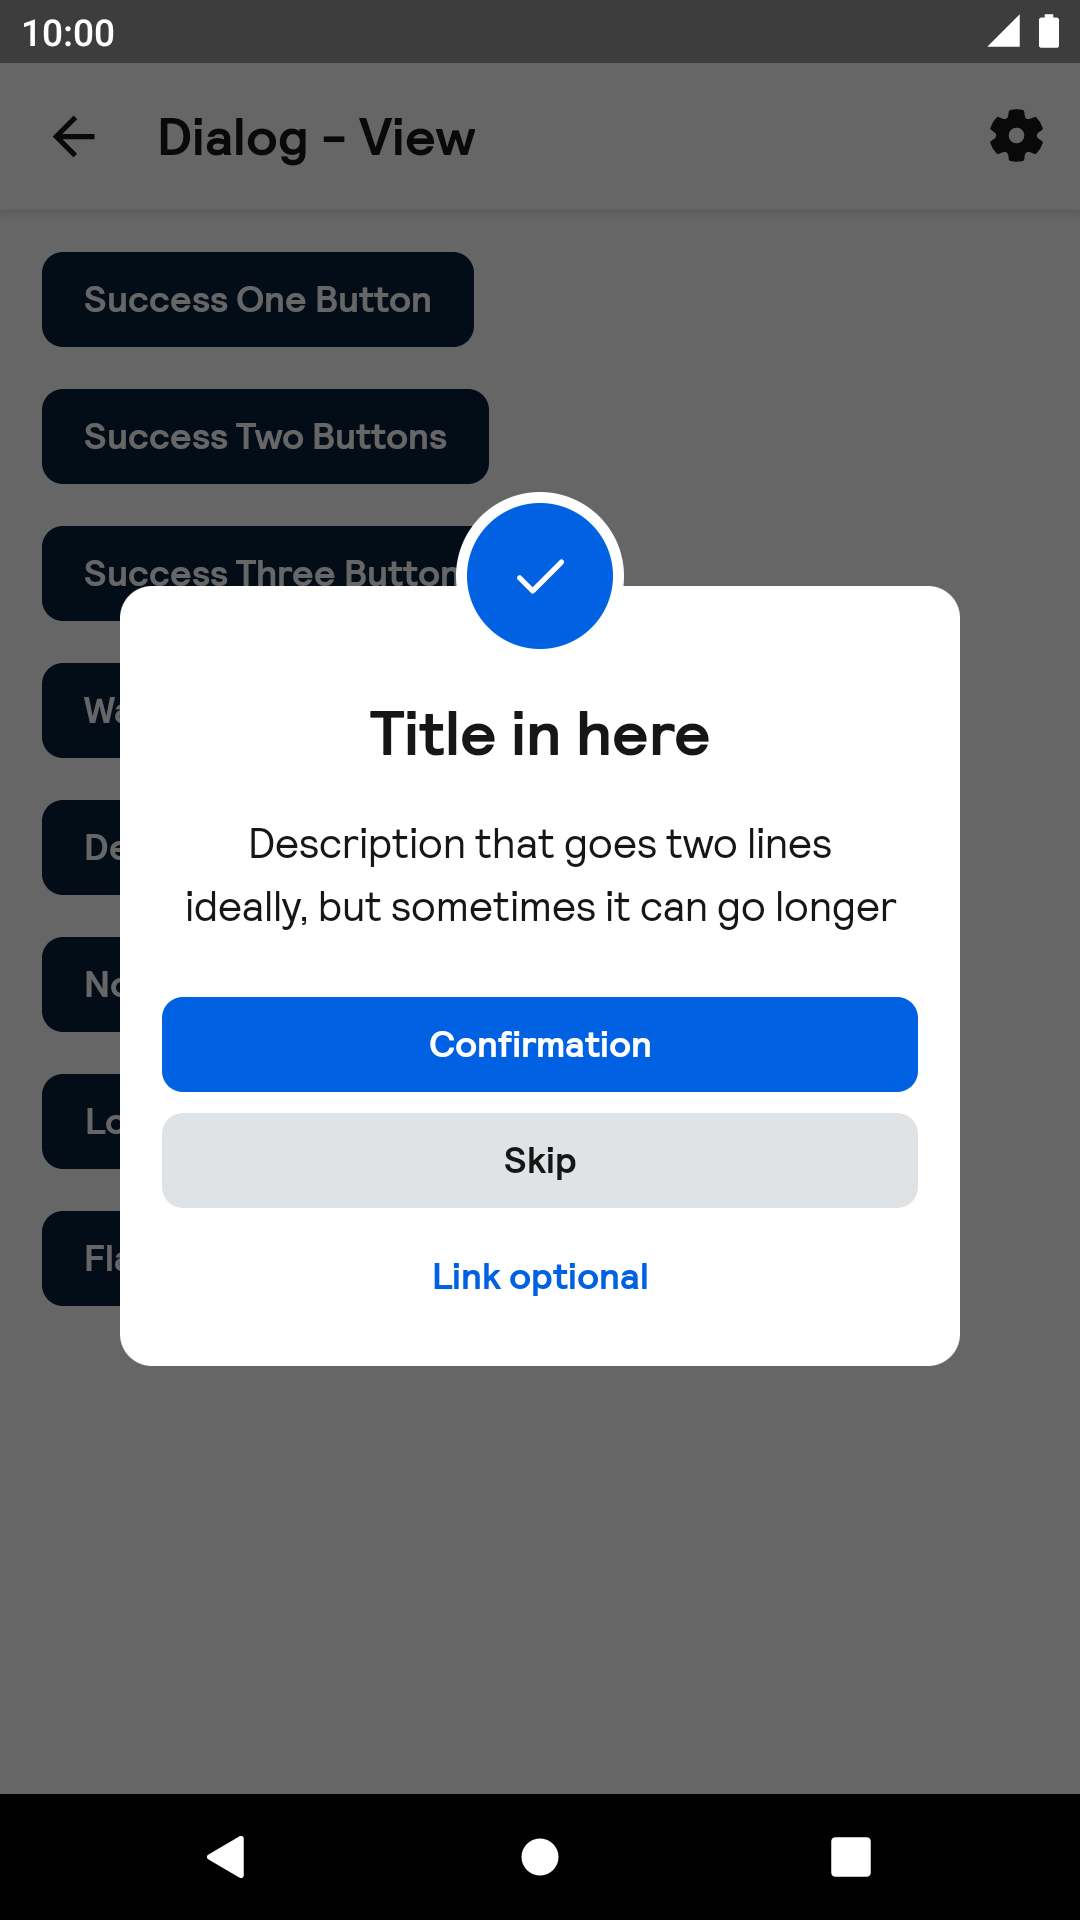 10:00
Dialog - View
Success One Button
Success Two Buttons
Success Three Button
Title in here
Description that goes two lines
ideally, but sometimes it can go longer
Confirmation
Skip
Link optional